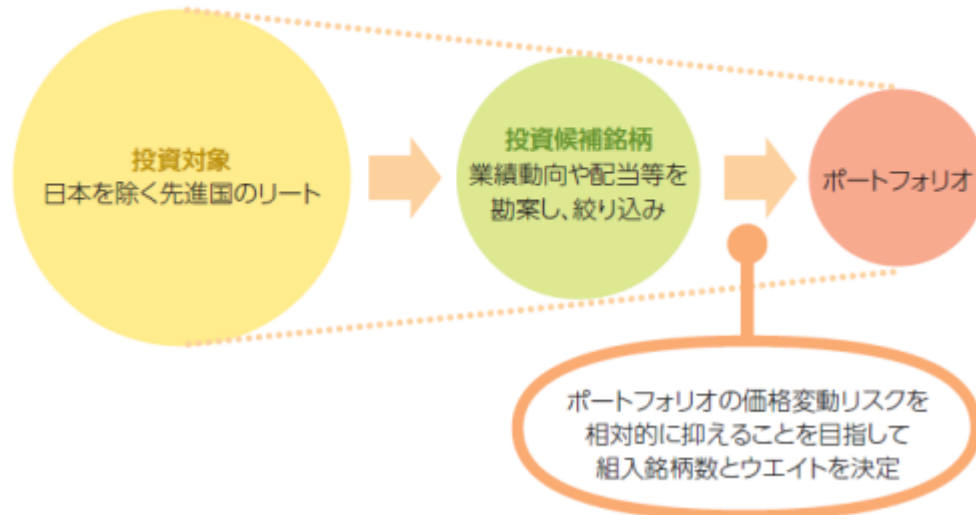 投資対象
日本を除く先進国のリート
投資候補銘柄
業績動向や配当等を
勘案し、絞り込み
ポートフォリオ
ポートフォリオの価格変動リスクを
相対的に抑えることを目指して
組入銘柄数とウエイトを決定